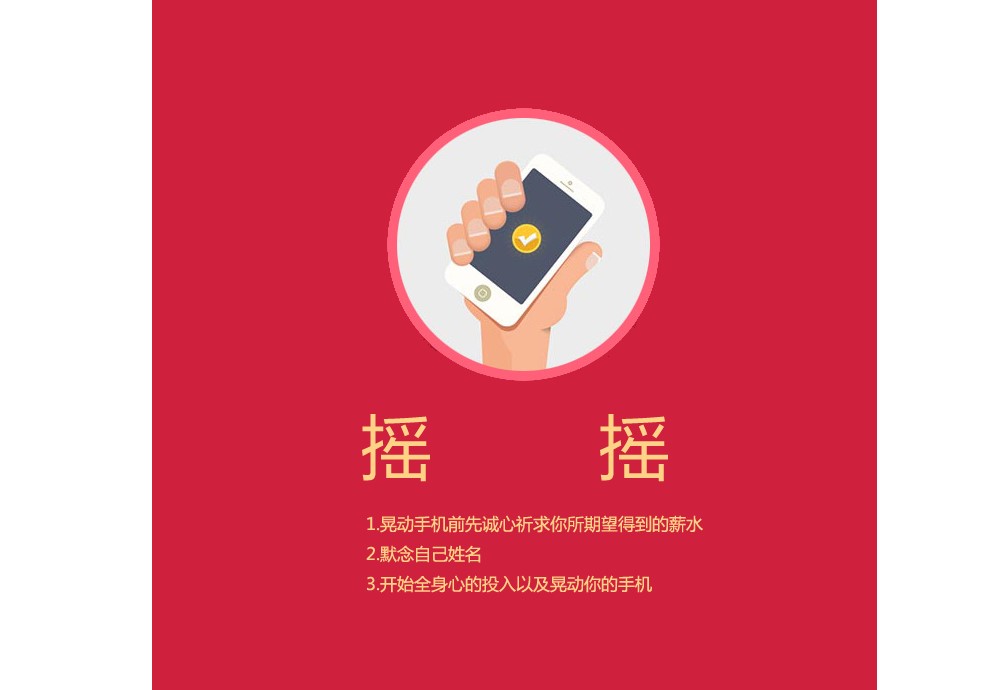 摇 摇
1.晃动手机前先诚心祈求你所期望得到的薪水
2.默念自己姓名
3.开始全身心的投入以及晃动你的手机